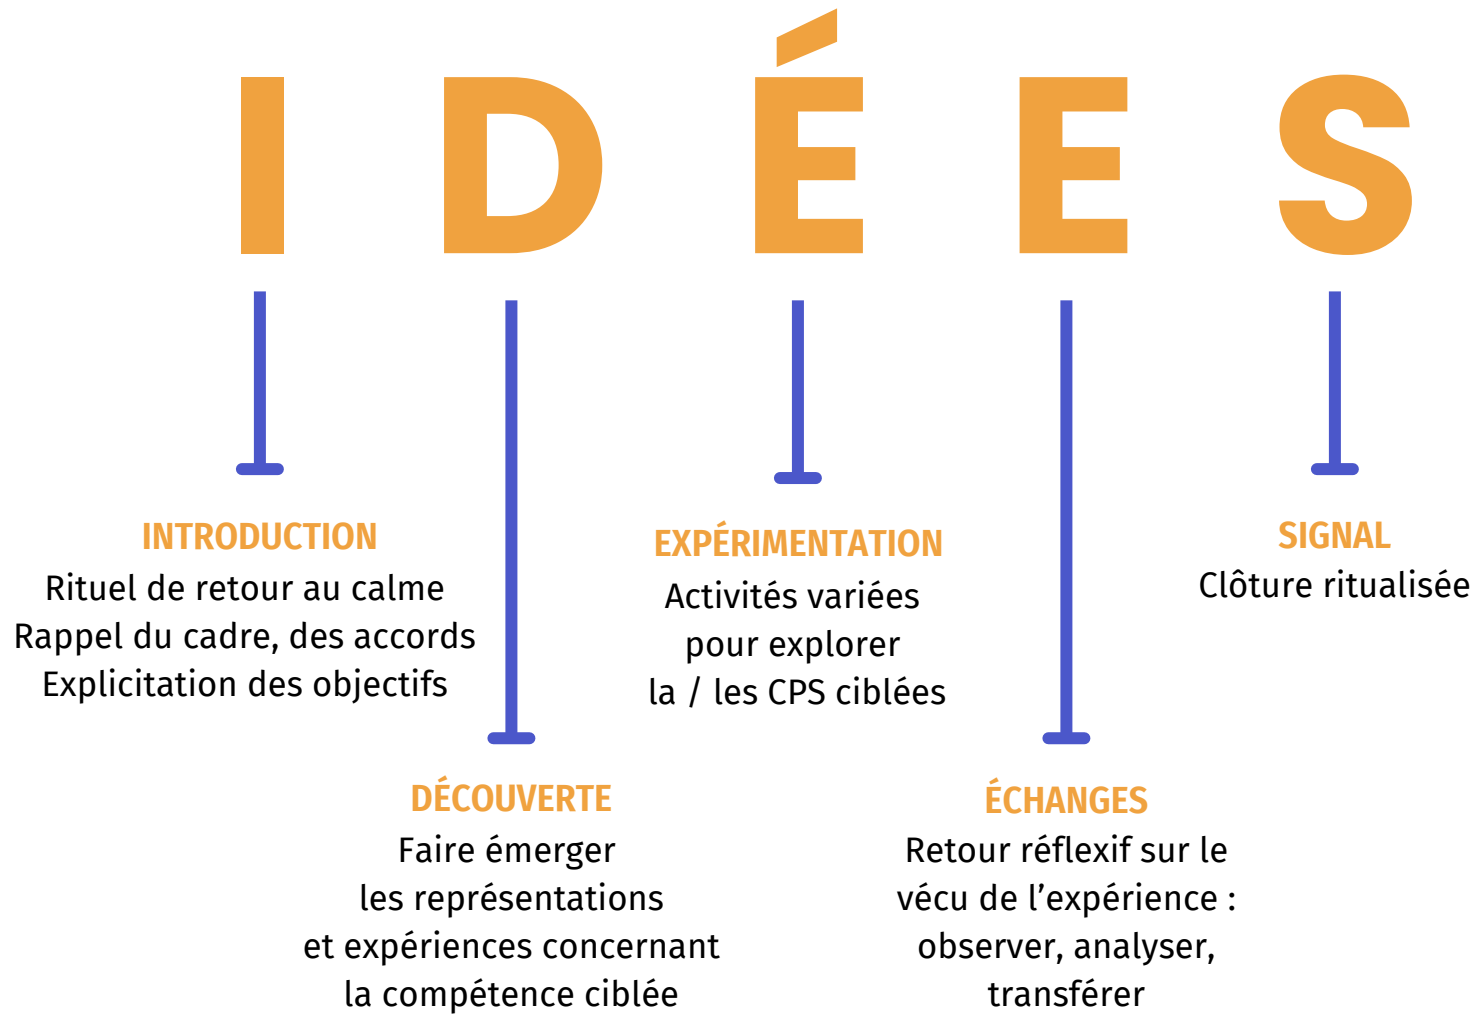 IDÉES
INTRODUCTION
Rituel de retour au calme
Rappel du cadre, des accords
Explicitation des objectifs
DÉCOUVERTE
Faire émerger
les représentations
et expériences concernant
la compétence ciblée
EXPÉRIMENTATION
Activités variées
pour explorer
la / les CPS ciblées
ÉCHANGES
Retour réflexif sur le
vécu de l’expérience :
observer, analyser,
transférer
SIGNAL
Clôture ritualisée